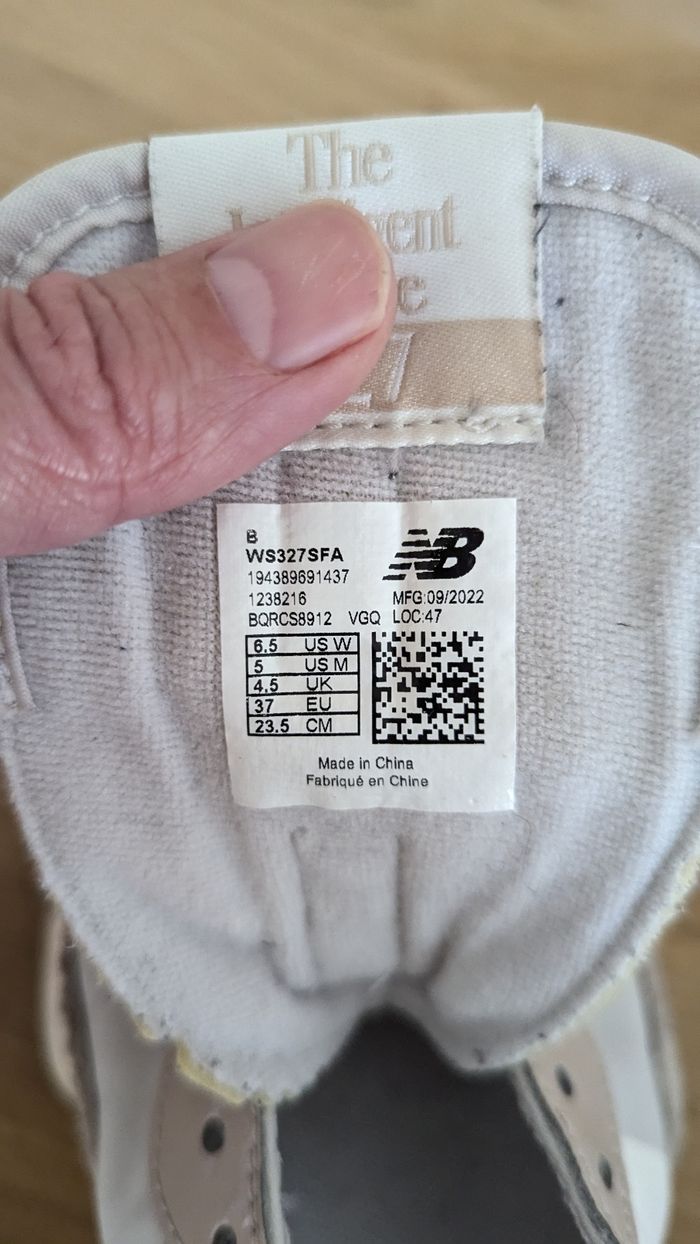 The
B
WS327SFA
194389691437
1238216 MFG:09/2022
BQRCS8912 VGQ LOC:47
6.5 US W
5 US M
4.5 UK
37 EU
23.5 CM
NB
Made in China
Fabriqué en Chine